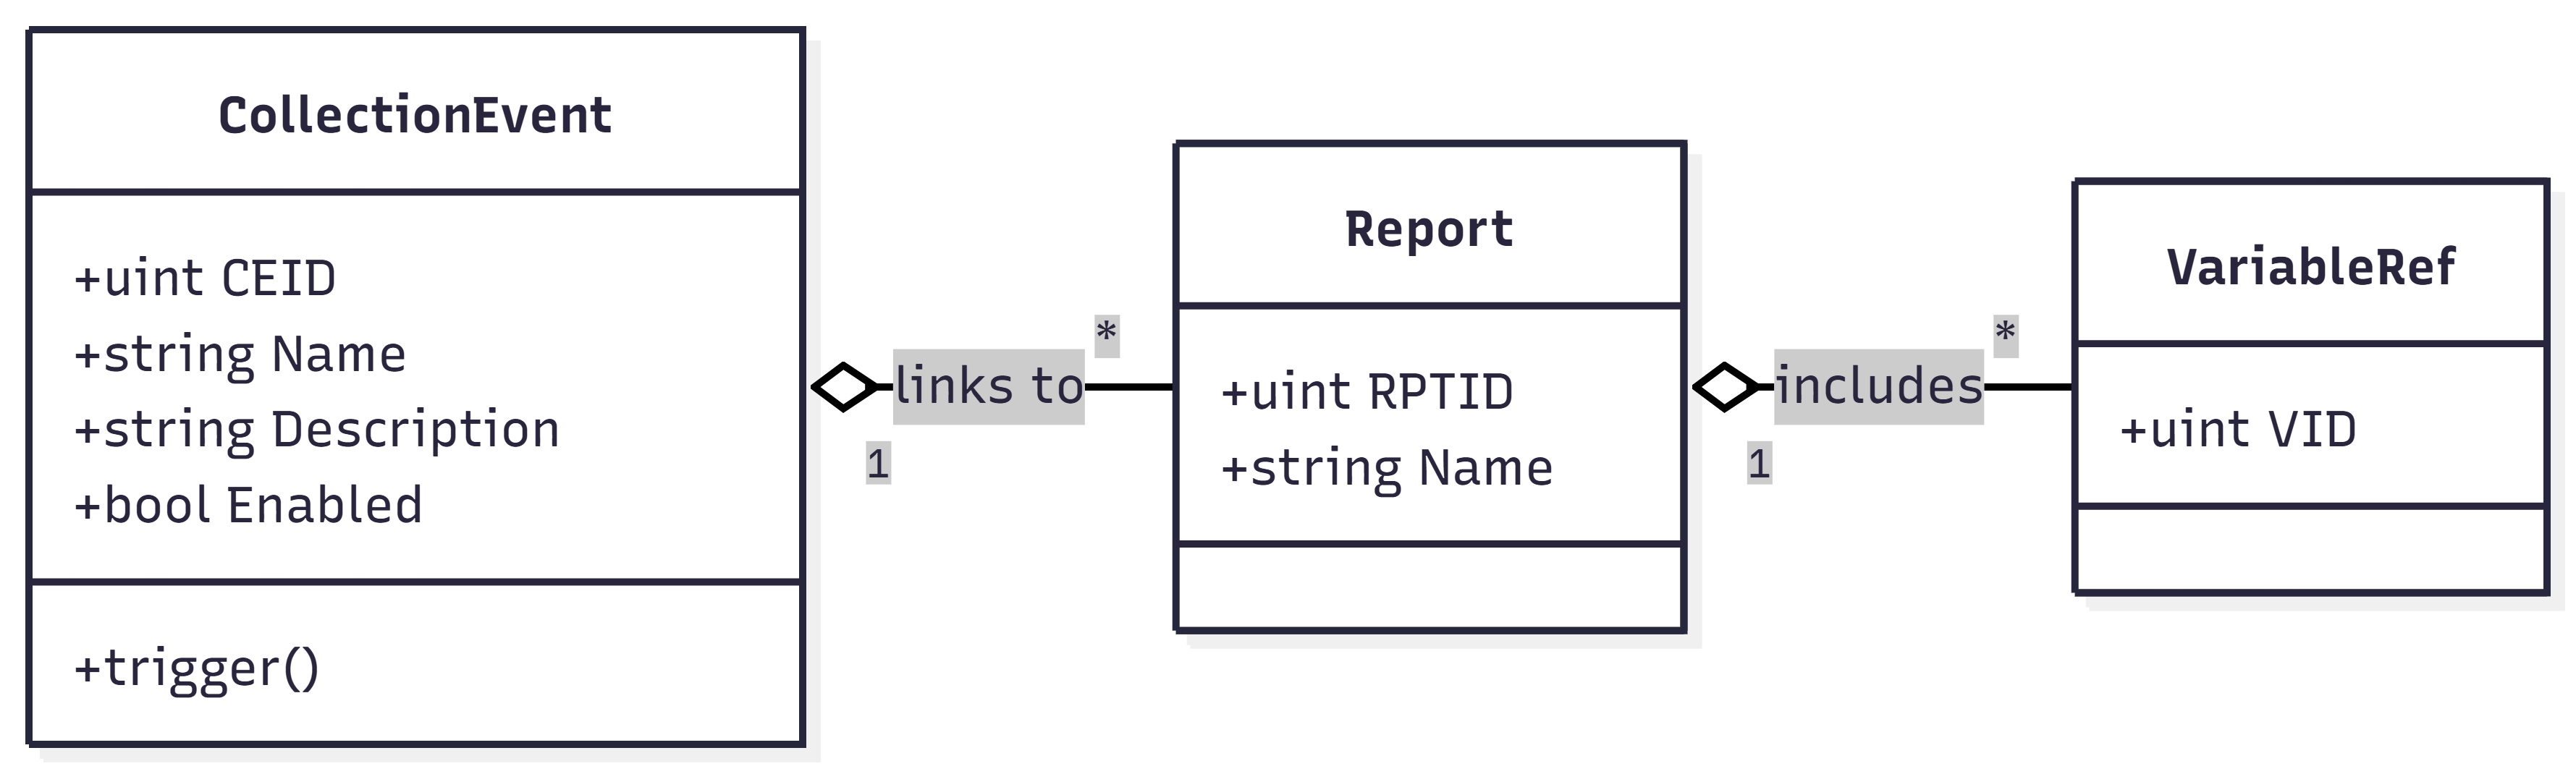 CollectionEvent
+uint CEID
+string Name
+string Description
+bool Enabled
+trigger()
links to
*
1
Report
+uint RPTID
+string Name
includes
*
1
VariableRef
+uint VID